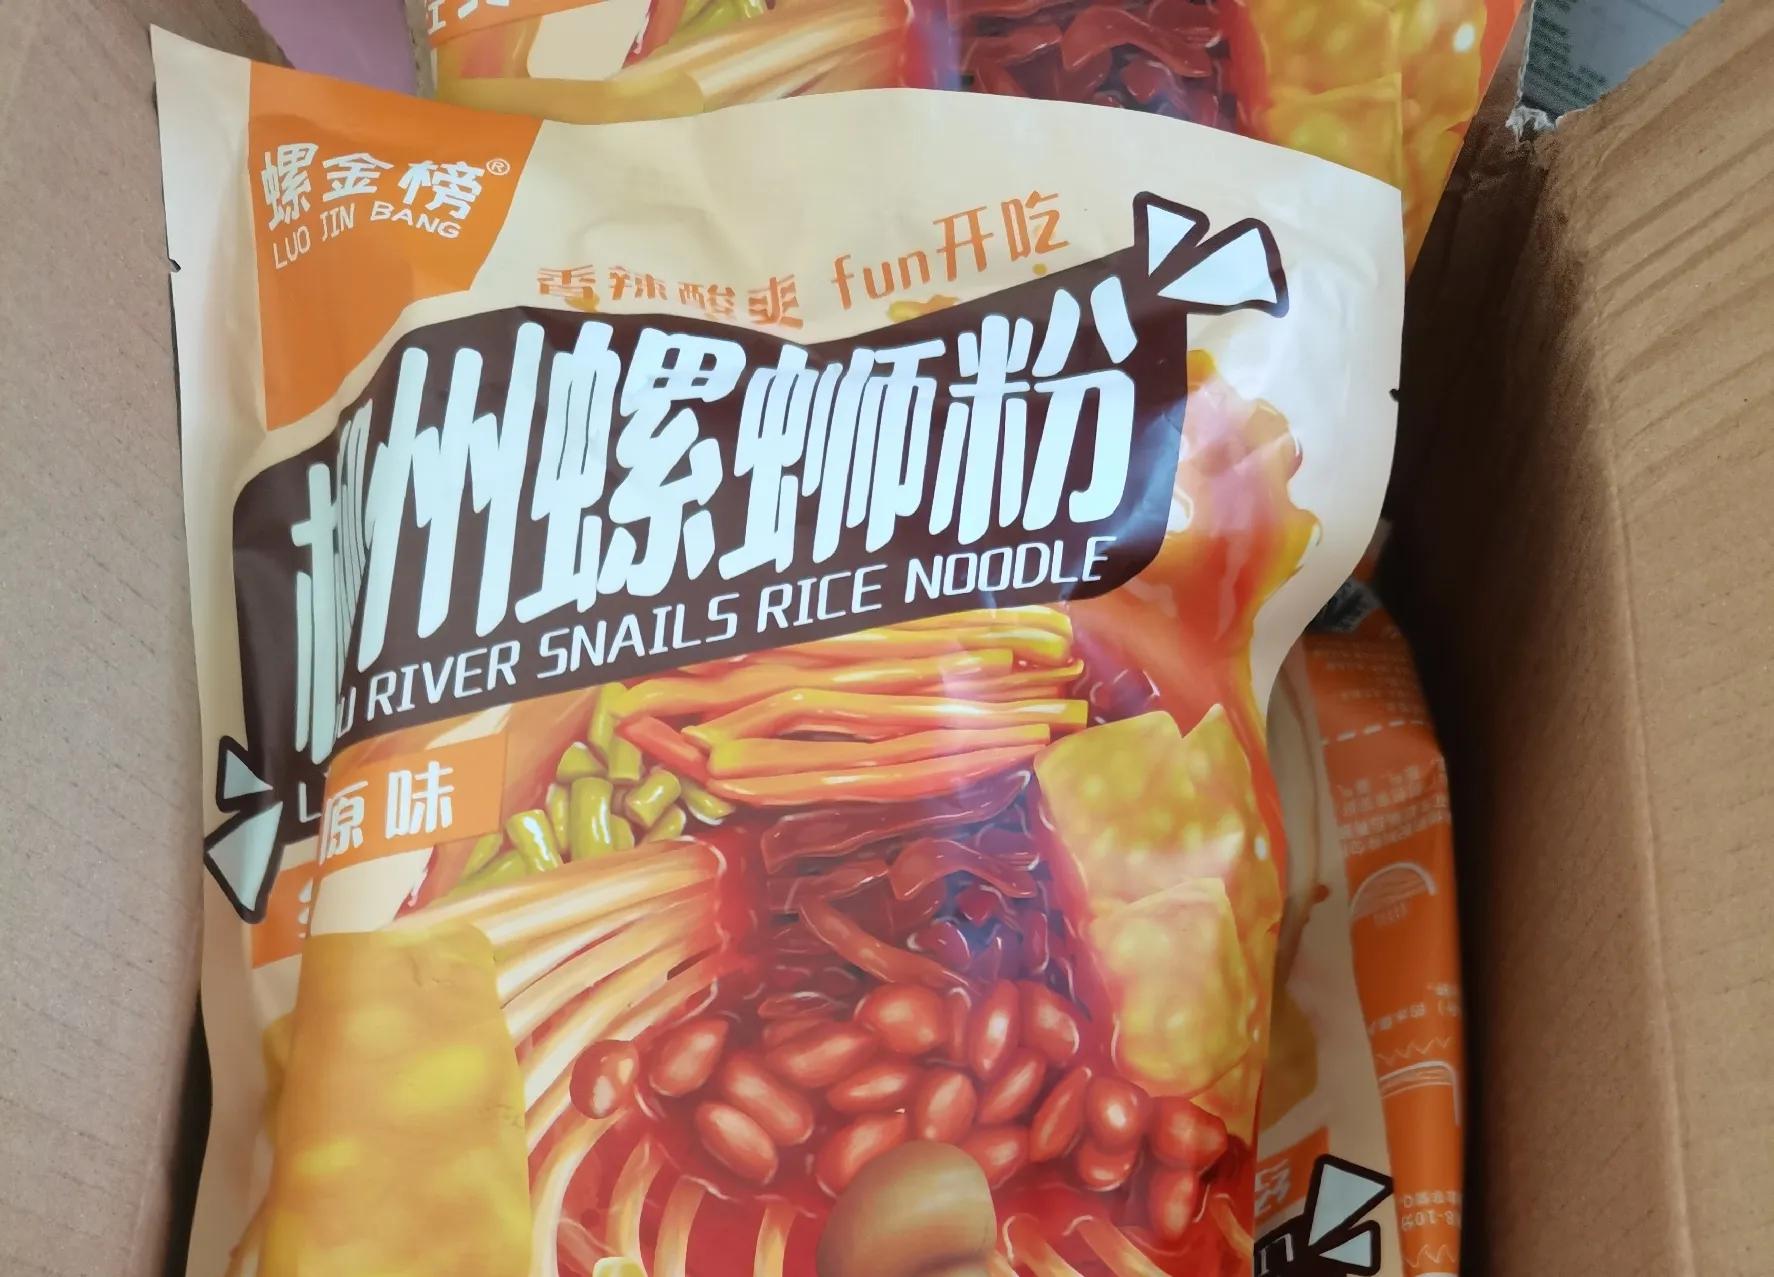 螺金榜®
LUO JIN BANG
香辣酸爽 fun开吃
柳州螺蛳粉
RIVER SNAILS RICE NOODLE
原味